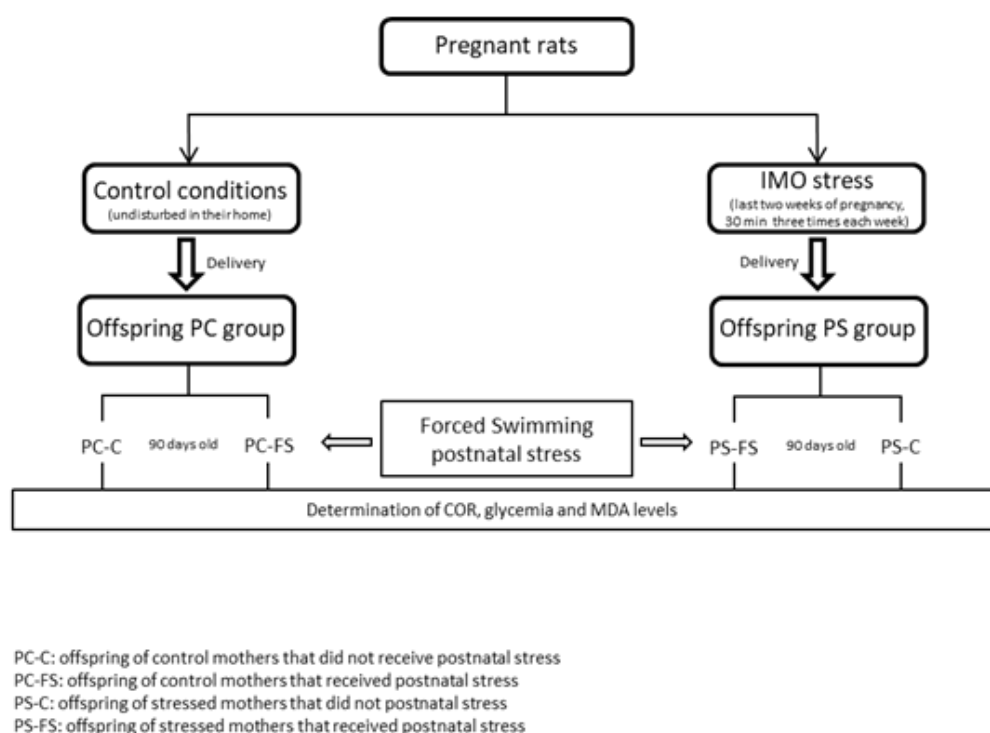 Pregnant rats
Control conditions
(undisturbed in their home)
IMO stress
(last two weeks of pregnancy,
30 min three times each week)
Delivery
Delivery
Offspring PC group
Offspring PS group
Forced Swimming
postnatal stress
PC-C
90 days old
PC-FS
PS-FS
90 days old
PS-C
Determination of COR, glycemia and MDA levels
PC-C: offspring of control mothers that did not receive postnatal stress
PC-FS: offspring of control mothers that received postnatal stress
PS-C: offspring of stressed mothers that did not postnatal stress
PS-FS: offspring of stressed mothers that received postnatal stress